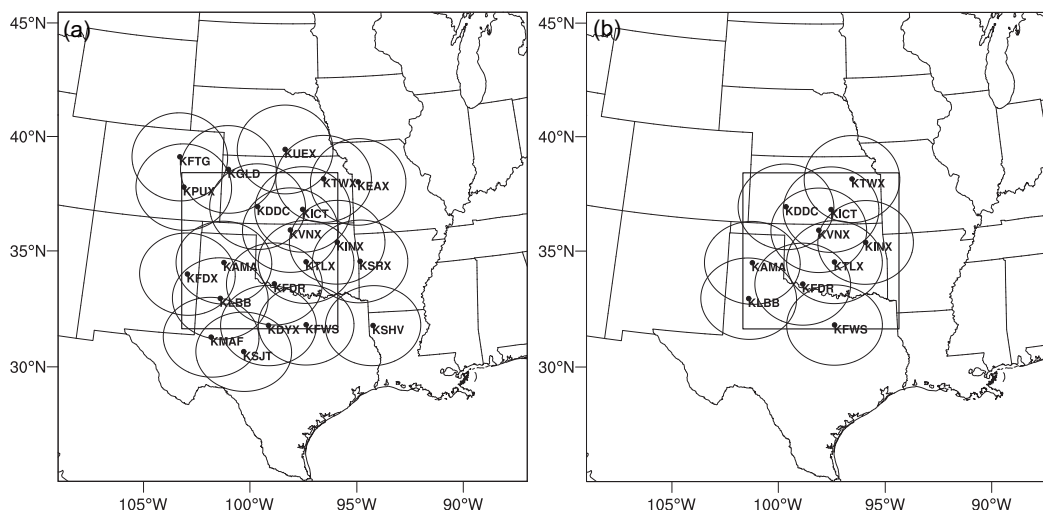 (a)
45°N
40°N
35°N
30°N
105°W 100°W 95°W 90°W
KFTG
KGLD
KUEX
KPUX
KTWX
KEAX
KDDC
KICT
KVNX
KINX
KAMA
KTLX
KSRX
KFDX
KFDR
KLBB
KDYX
KFWS
KSHV
KMAF
KSJT
(b)
45°N
40°N
35°N
30°N
105°W 100°W 95°W 90°W
KTWX
KDDC
KICT
KVNX
KINX
KAMA
KTLX
KFDR
KLBB
KFWS